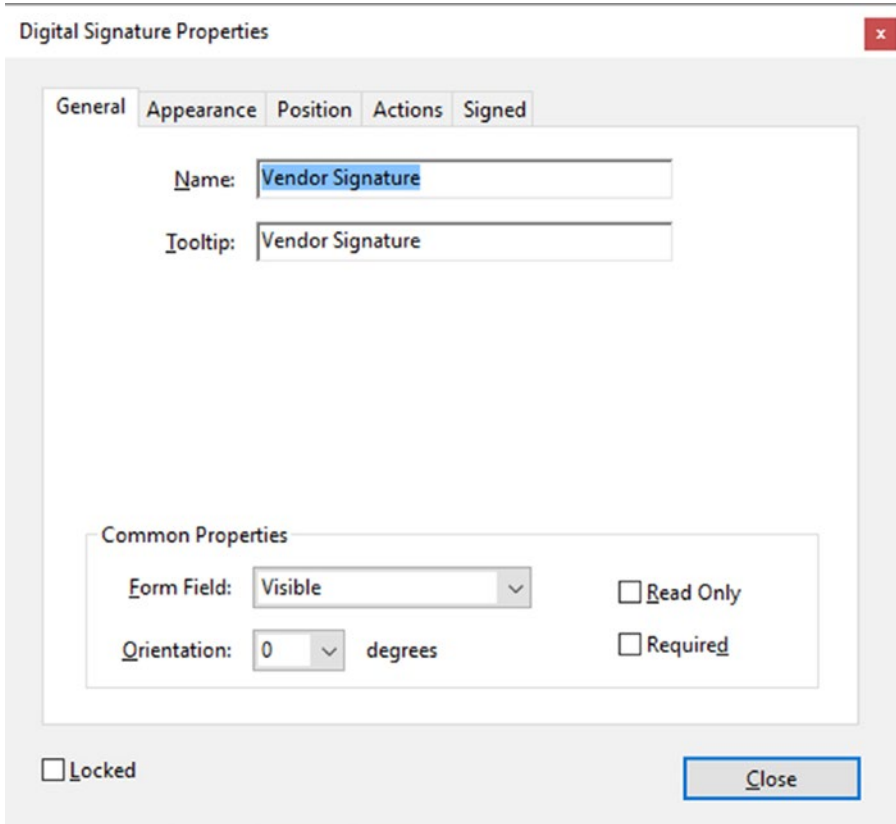 Digital Signature Properties
x
General Appearance Position Actions Signed
Name: Vendor Signature
Tooltip: Vendor Signature
Common Properties
Form Field: Visible
Read Only
Orientation: 0 degrees
Required
Locked
Close